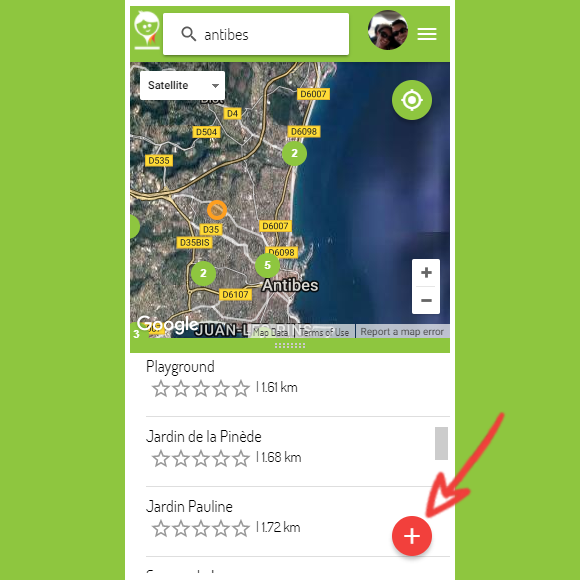 antibes
Satellite
D6007
D4
D504
D6098
D535
2
D35
D6007
D35BIS
D6098
5
2
D6107
Antibes
+
−
3
Google
Map Data
Terms of Use
Report a map error
Playground
| 1.61 km
Jardin de la Pinède
| 1.68 km
Jardin Pauline
| 1.72 km
+